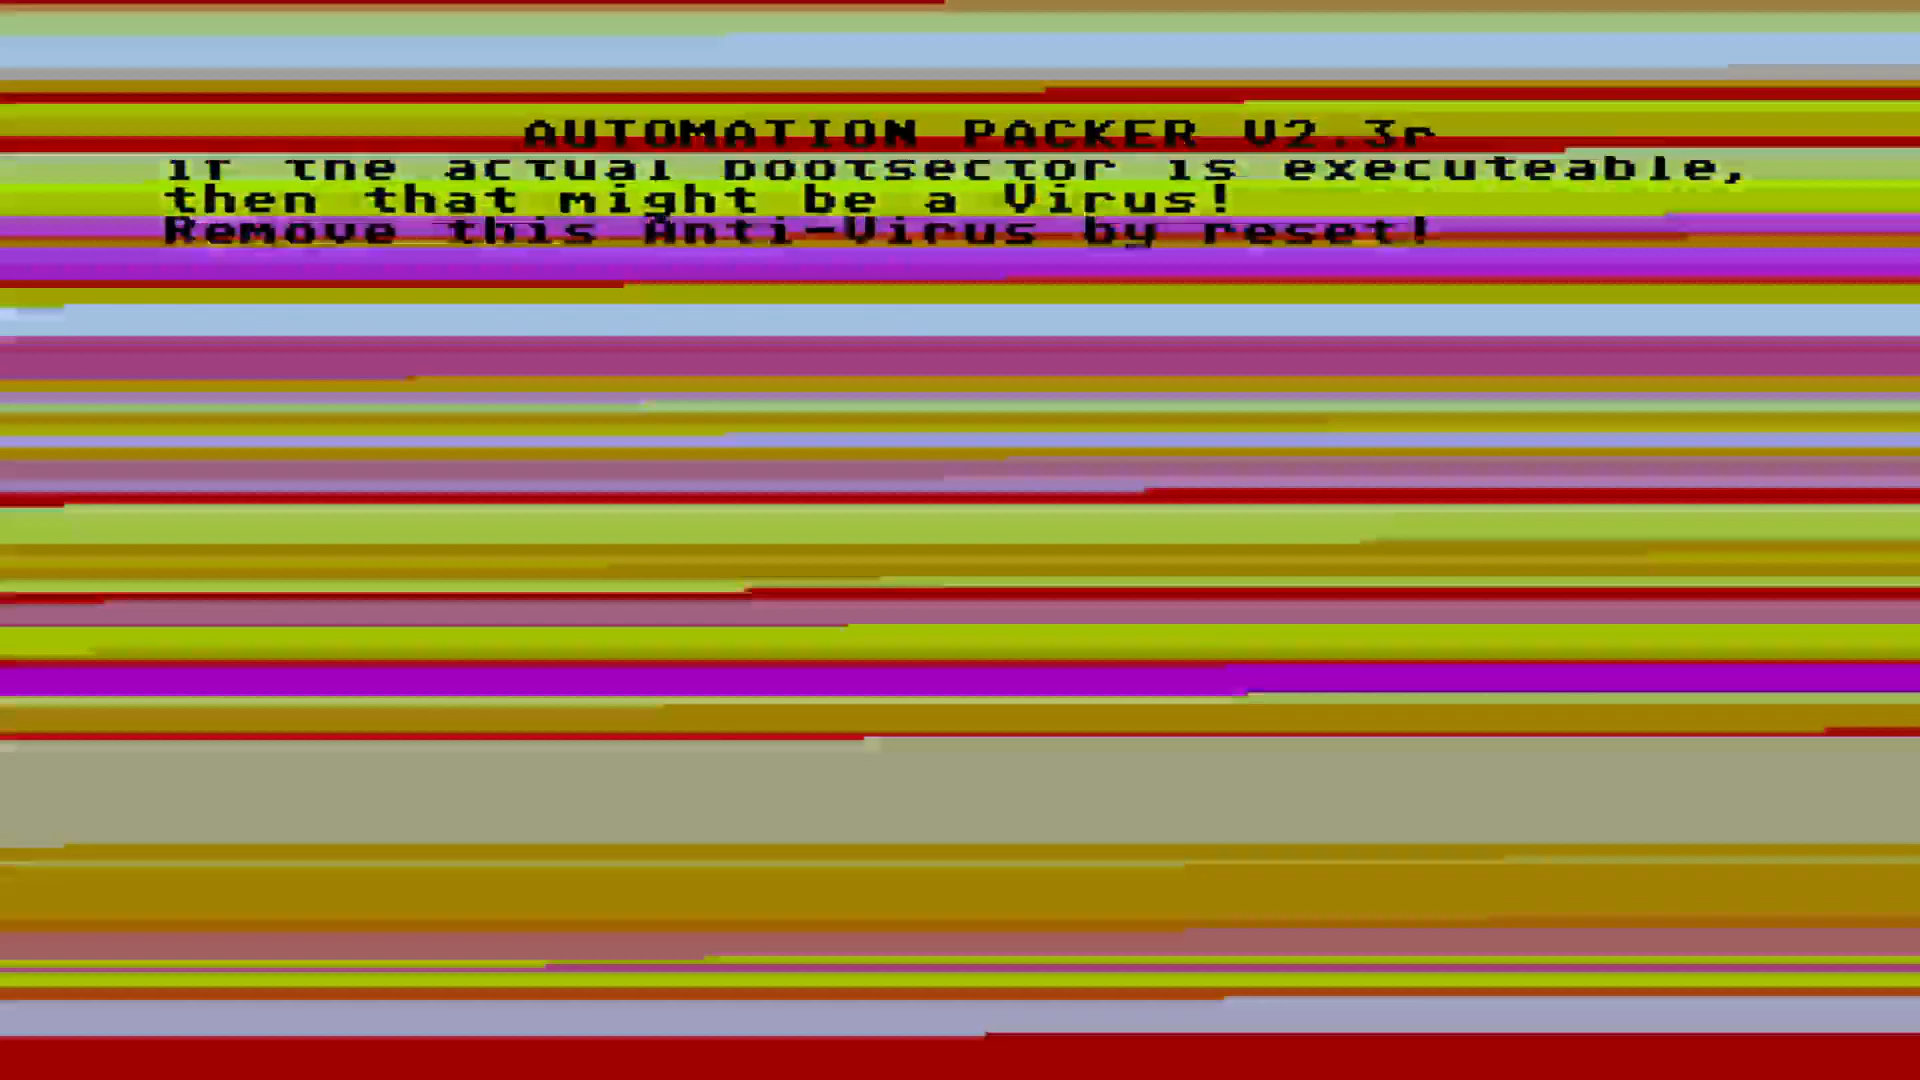 AUTOMATION PACKER V2.3r
If the actual bootsector is executeable,
then that might be a Virus!
Remove this Anti-Virus by reset!